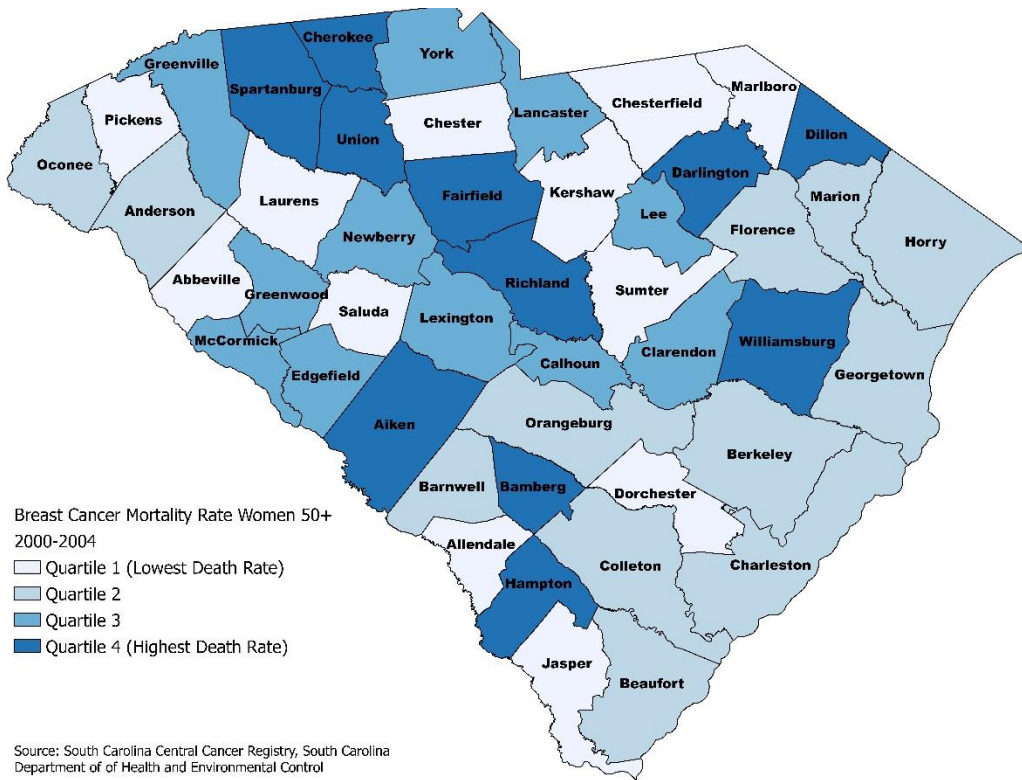 Cherokee
York
Greenville
Spartanburg
Marlboro
Chesterfield
Lancaster
Pickens
Chester
Dillon
Union
Oconee
Darlington
Fairfield
Kershaw
Marion
Laurens
Anderson
Lee
Florence
Newberry
Horry
Abbeville
Richland
Greenwood
Sumter
Saluda
Lexington
McCormick
Williamsburg
Clarendon
Calhoun
Edgefield
Georgetown
Aiken
Orangeburg
Berkeley
Barnwell
Bamberg
Dorchester
Allendale
Colleton
Charleston
Hampton
Jasper
Beaufort
Breast Cancer Mortality Rate Women 50+
2000-2004
Quartile 1 (Lowest Death Rate)
Quartile 2
Quartile 3
Quartile 4 (Highest Death Rate)
Source: South Carolina Central Cancer Registry, South Carolina
Department of of Health and Environmental Control